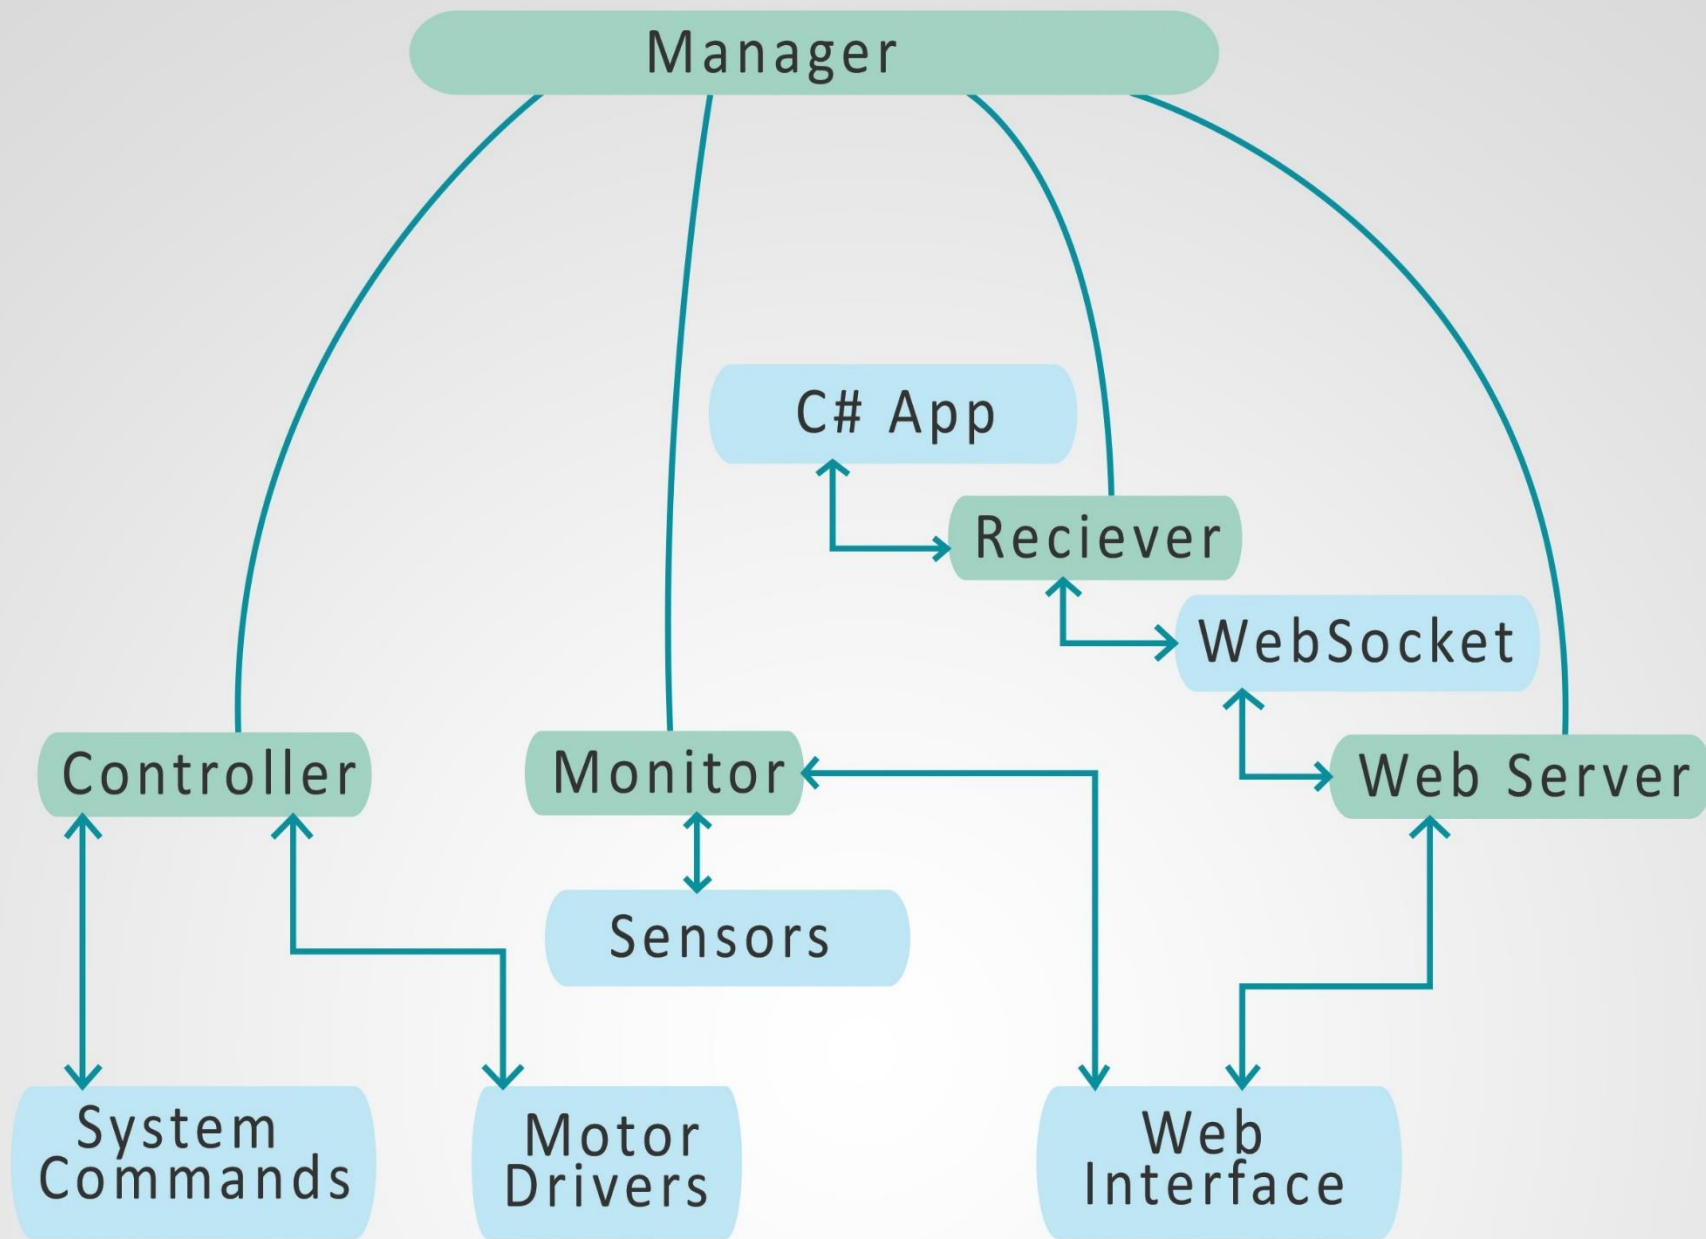 Manager
C# App
Reciever
WebSocket
Controller
Monitor
Web Server
Sensors
System
Commands
Motor
Drivers
Web
Interface